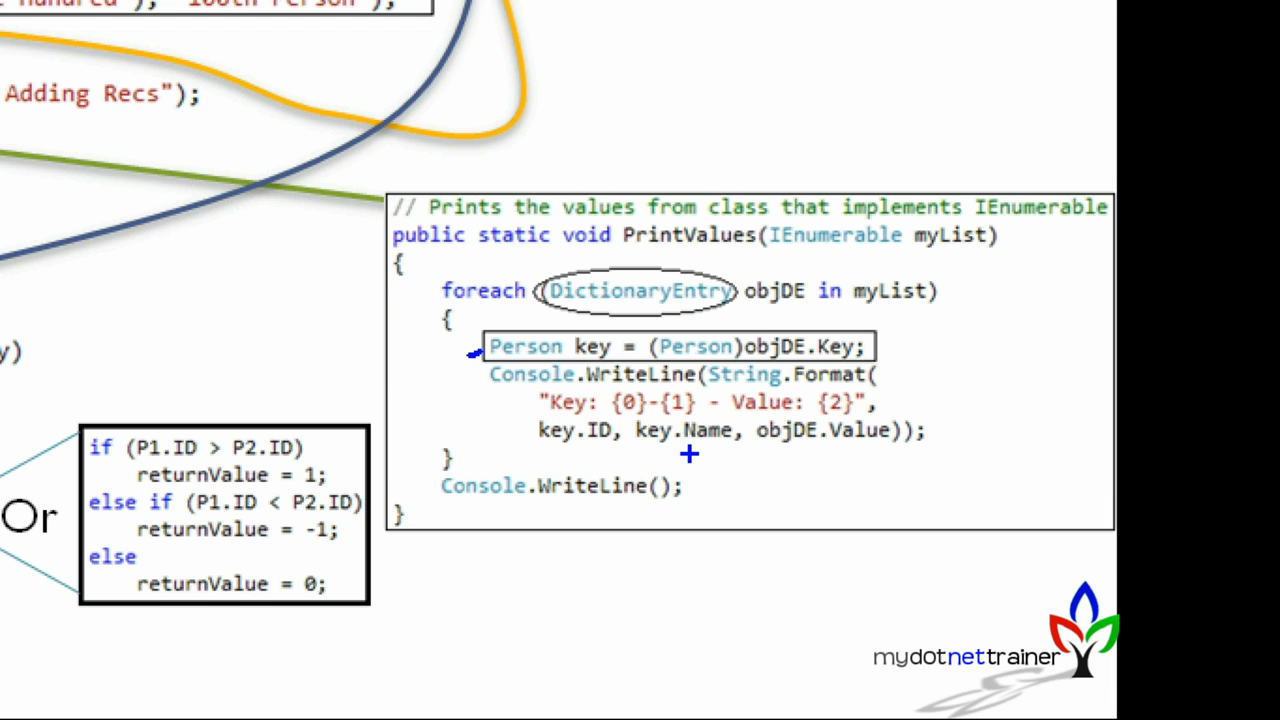 Hundred"), "100th Person");
Adding Recs");
// Prints the values from class that implements IEnumerable
public static void PrintValues(IEnumerable myList)
{
foreach (DictionaryEntry objDE in myList)
{
Person key = (Person)objDE.Key;
Console.WriteLine(String.Format(
"Key: {0}-{1} - Value: {2}",
key.ID, key.Name, objDE.Value));
}
Console.WriteLine();
}
y)
Or
if (P1.ID > P2.ID)
returnValue = 1;
else if (P1.ID < P2.ID)
returnValue = -1;
else
returnValue = 0;
mydotnettrainer